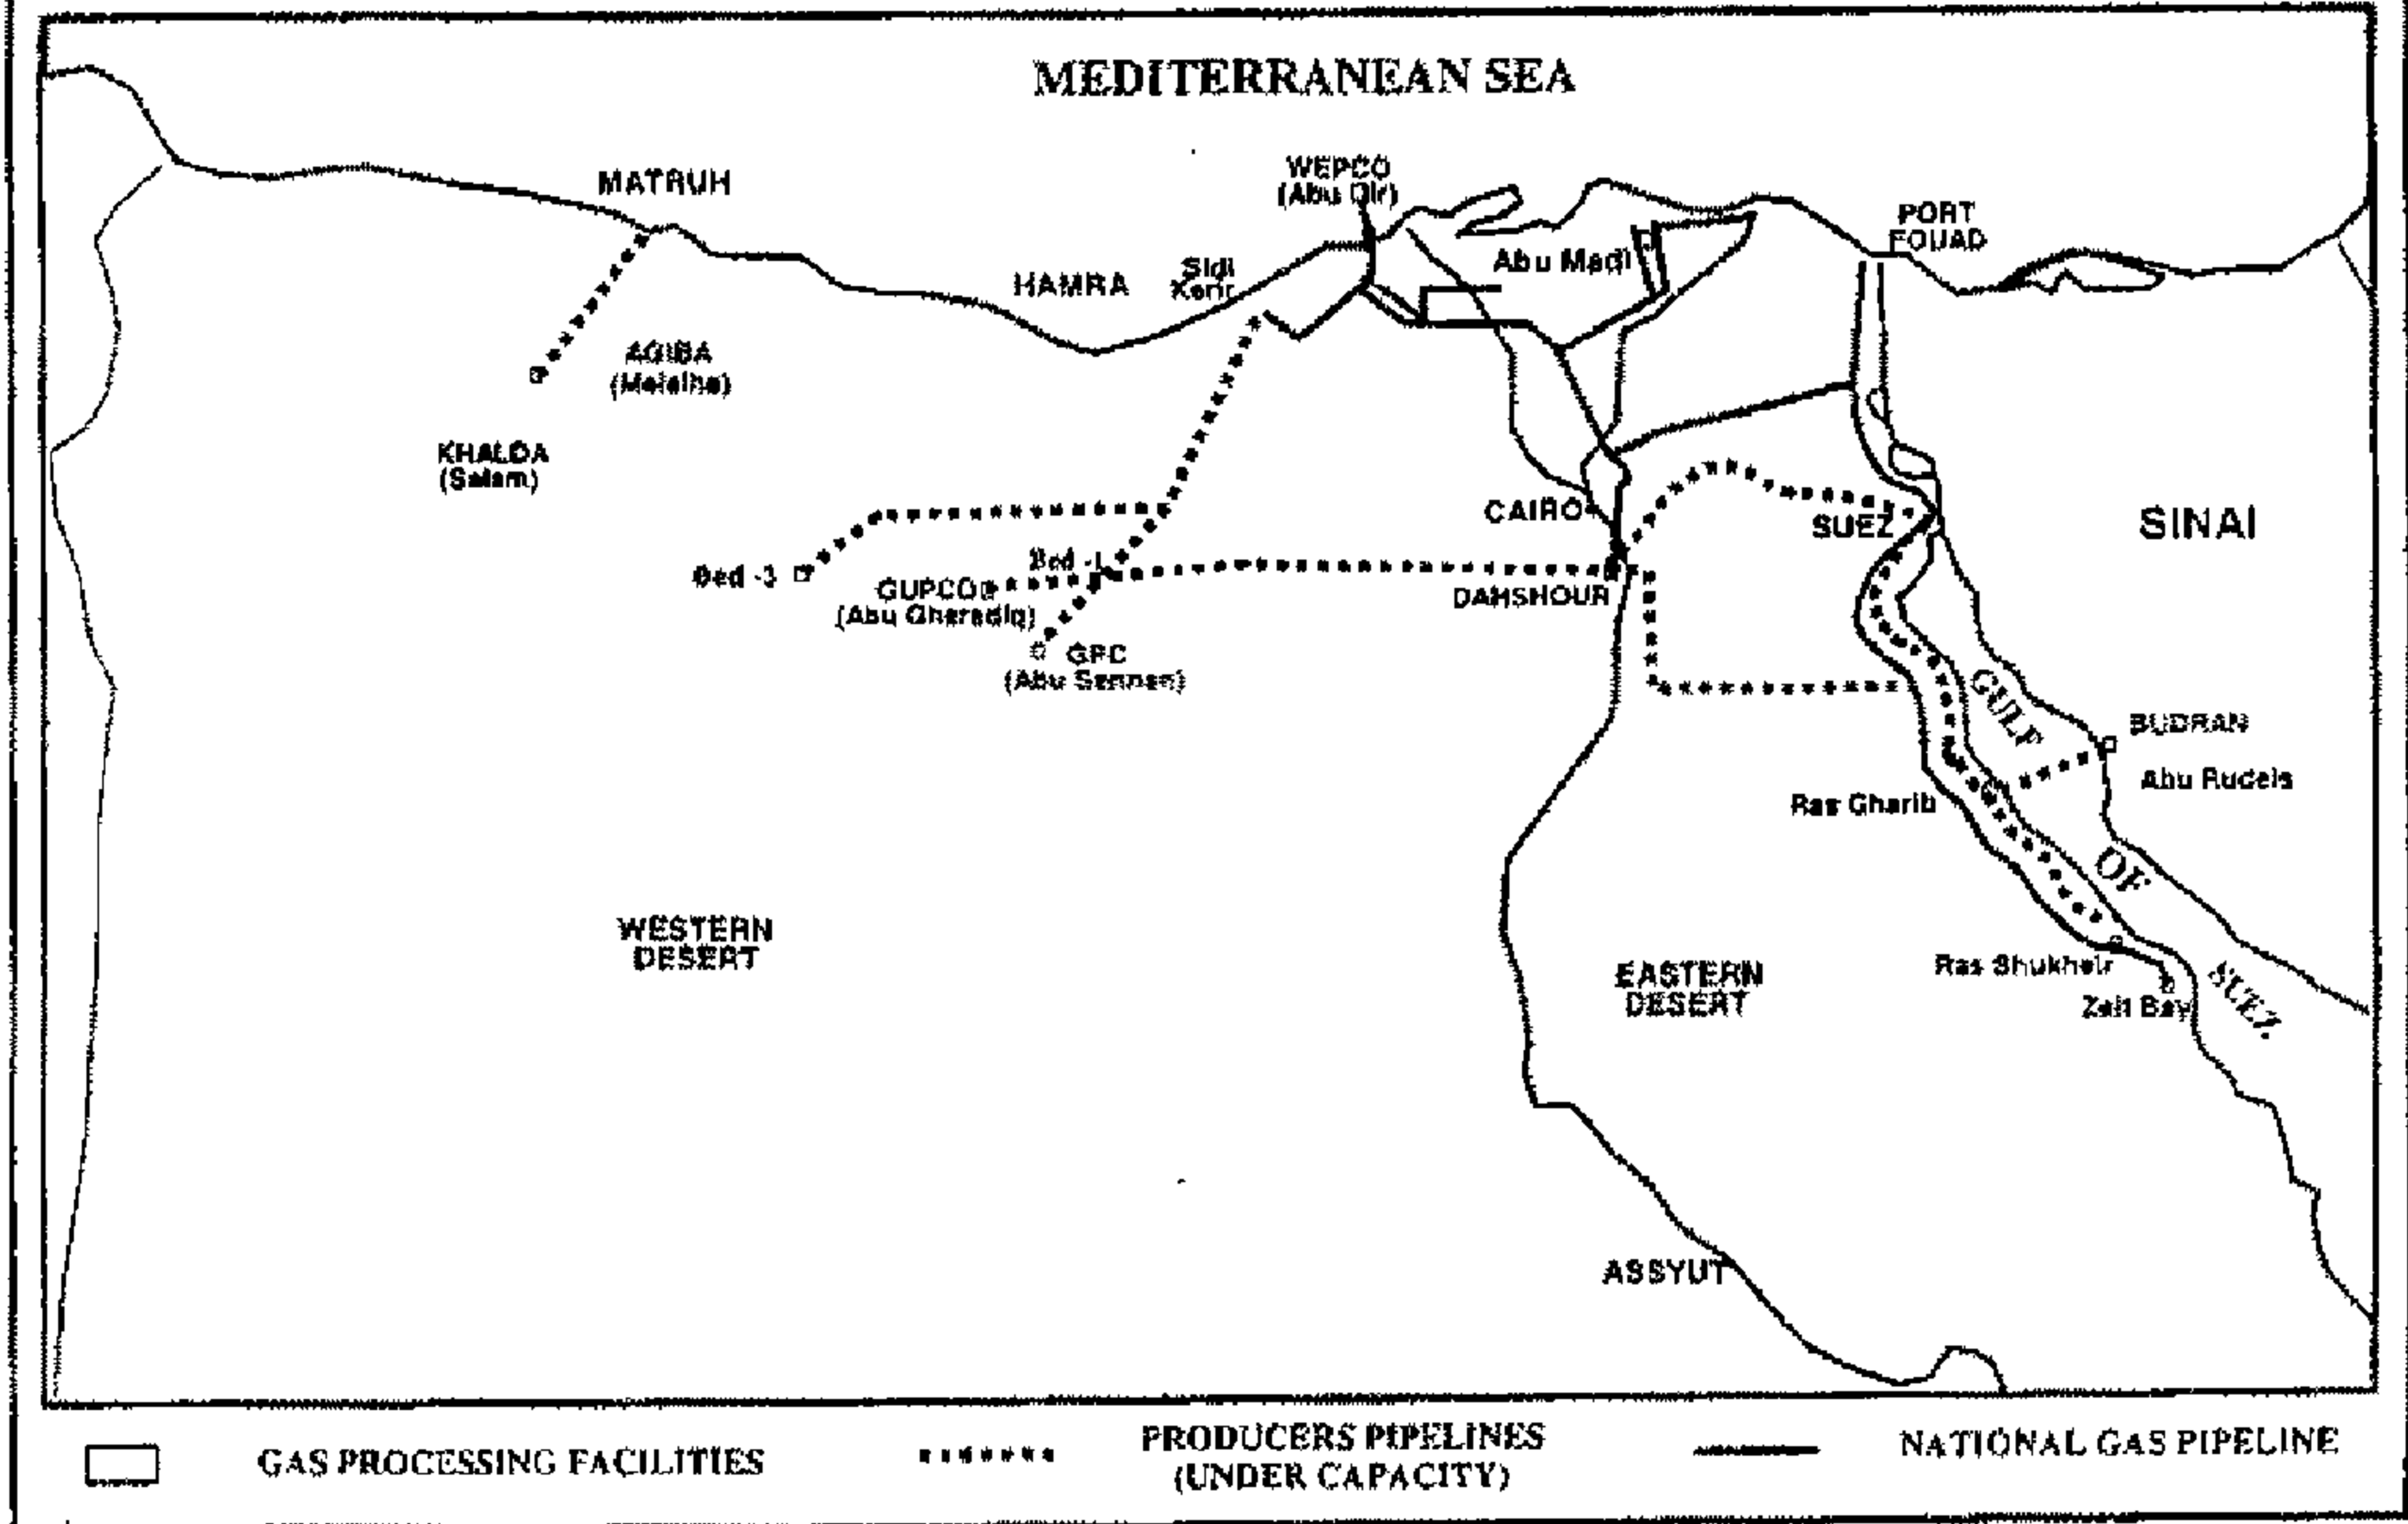 MEDITERRANEAN SEA
MATRUH
WEPCO
(Abu Qir)
PORT
FOUAD
HAMRA
Sidi
Kerir
Abu Madi
AGIBA
(Meleiha)
KHALDA
(Salam)
CAIRO
SUEZ
SINAI
Bed -3
Bed -1
GUPCO
(Abu Gharadiq)
DAHSHOUR
GPC
(Abu Sennan)
GULF
OF
SUEZ
BUDRAN
Abu Rudeis
Ras Gharib
WESTERN
DESERT
EASTERN
DESERT
Ras Shukheir
Zeit Bay
ASSYUT
GAS PROCESSING FACILITIES
PRODUCERS PIPELINES
(UNDER CAPACITY)
NATIONAL GAS PIPELINE